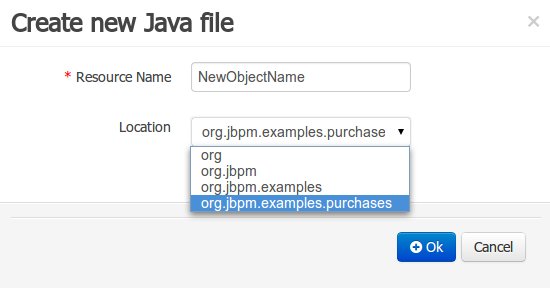 Create new Java file
×
* Resource Name
NewObjectName
Location
org.jbpm.examples.purchase
org
org.jbpm
org.jbpm.examples
org.jbpm.examples.purchases
Ok
Cancel